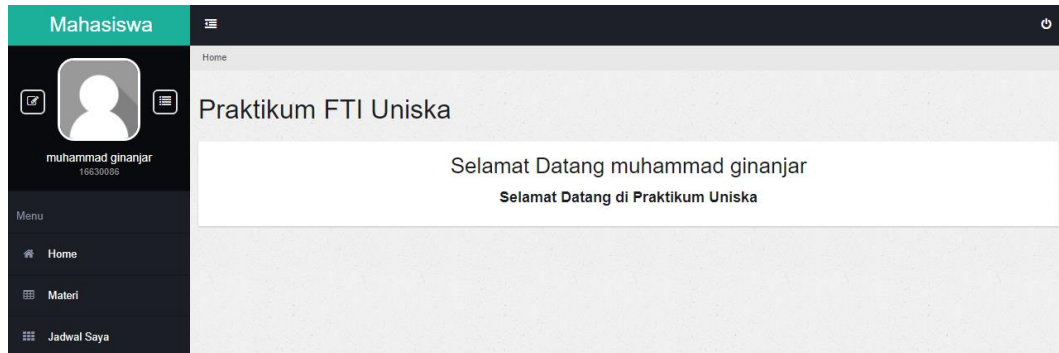 Mahasiswa
muhammad ginanjar
16630086
Menu
Home
Materi
Jadwal Saya
Home
Praktikum FTI Uniska
Selamat Datang muhammad ginanjar
Selamat Datang di Praktikum Uniska